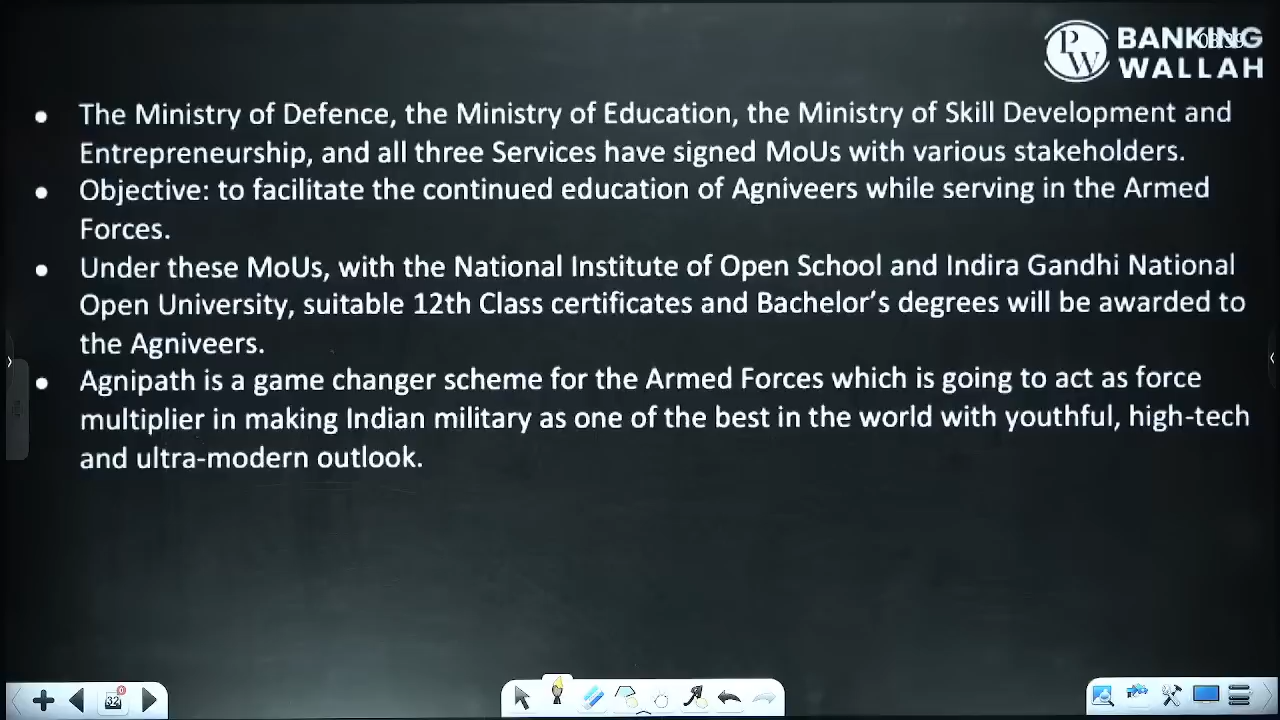 PW BANKING
WALLAH
• The Ministry of Defence, the Ministry of Education, the Ministry of Skill Development and
Entrepreneurship, and all three Services have signed MoUs with various stakeholders.
• Objective: to facilitate the continued education of Agniveers while serving in the Armed
Forces.
• Under these MoUs, with the National Institute of Open School and Indira Gandhi National
Open University, suitable 12th Class certificates and Bachelor’s degrees will be awarded to
the Agniveers.
• Agnipath is a game changer scheme for the Armed Forces which is going to act as force
multiplier in making Indian military as one of the best in the world with youthful, high-tech
and ultra-modern outlook.
32